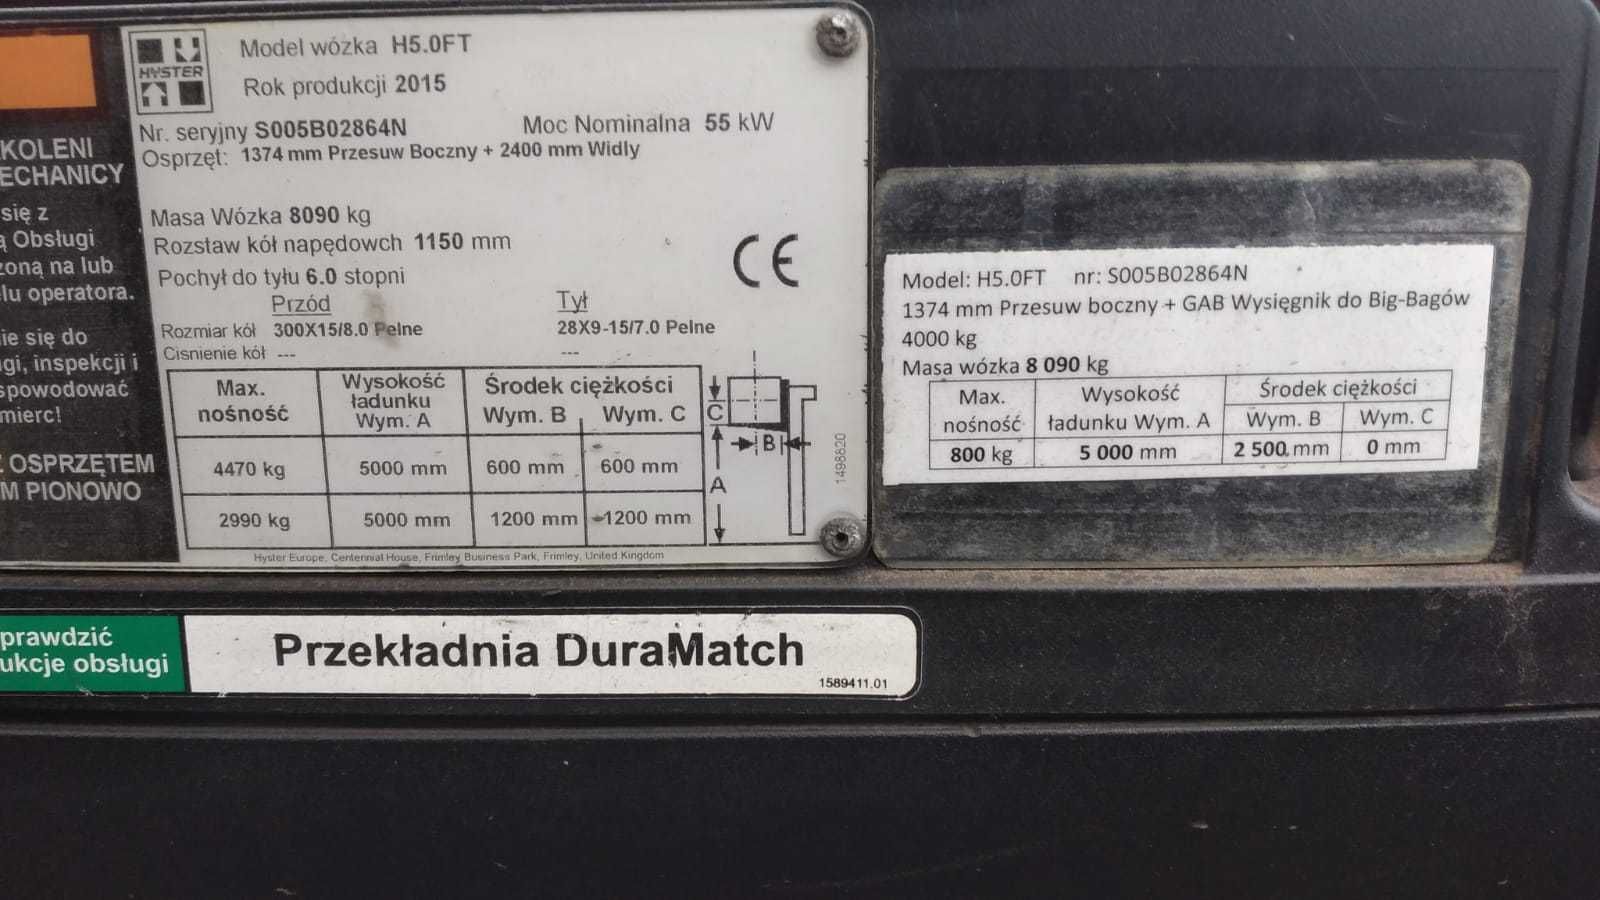 HYSTER
Model wózka H5.0FT
Rok produkcji 2015
Nr. seryjny S005B02864N Moc Nominalna 55 kW
Osprzęt: 1374 mm Przesuw Boczny + 2400 mm Widly
Masa Wózka 8090 kg
Rozstaw kół napędowch 1150 mm
Pochył do tyłu 6.0 stopni
CE
Przód Tył
Rozmiar kół 300X15/8.0 Pelne 28X9-15/7.0 Pelne
Cisnienie kół --- ---
Max. nośność Wysokość ładunku Wym. A Środek ciężkości Wym. B Wym. C
4470 kg 5000 mm 600 mm 600 mm
2990 kg 5000 mm 1200 mm 1200 mm
C
B
A
1498820
Hyster Europe, Centennial House, Frimley Business Park, Frimley, United Kingdom
KOLENI
ECHANICY
się z
ą Obsługi
zoną na lub
lu operatora.
ie się do
gi, inspekcji i
spowodować
mierc!
Z OSPRZĘTEM
M PIONOWO
Model: H5.0FT nr: S005B02864N
1374 mm Przesuw boczny + GAB Wysięgnik do Big-Bagów
4000 kg
Masa wózka 8 090 kg
Max. nośność Wysokość ładunku Wym. A Środek ciężkości Wym. B Wym. C
800 kg 5 000 mm 2 500 mm 0 mm
prawdzić
ukcje obsługi
Przekładnia DuraMatch
1589411.01